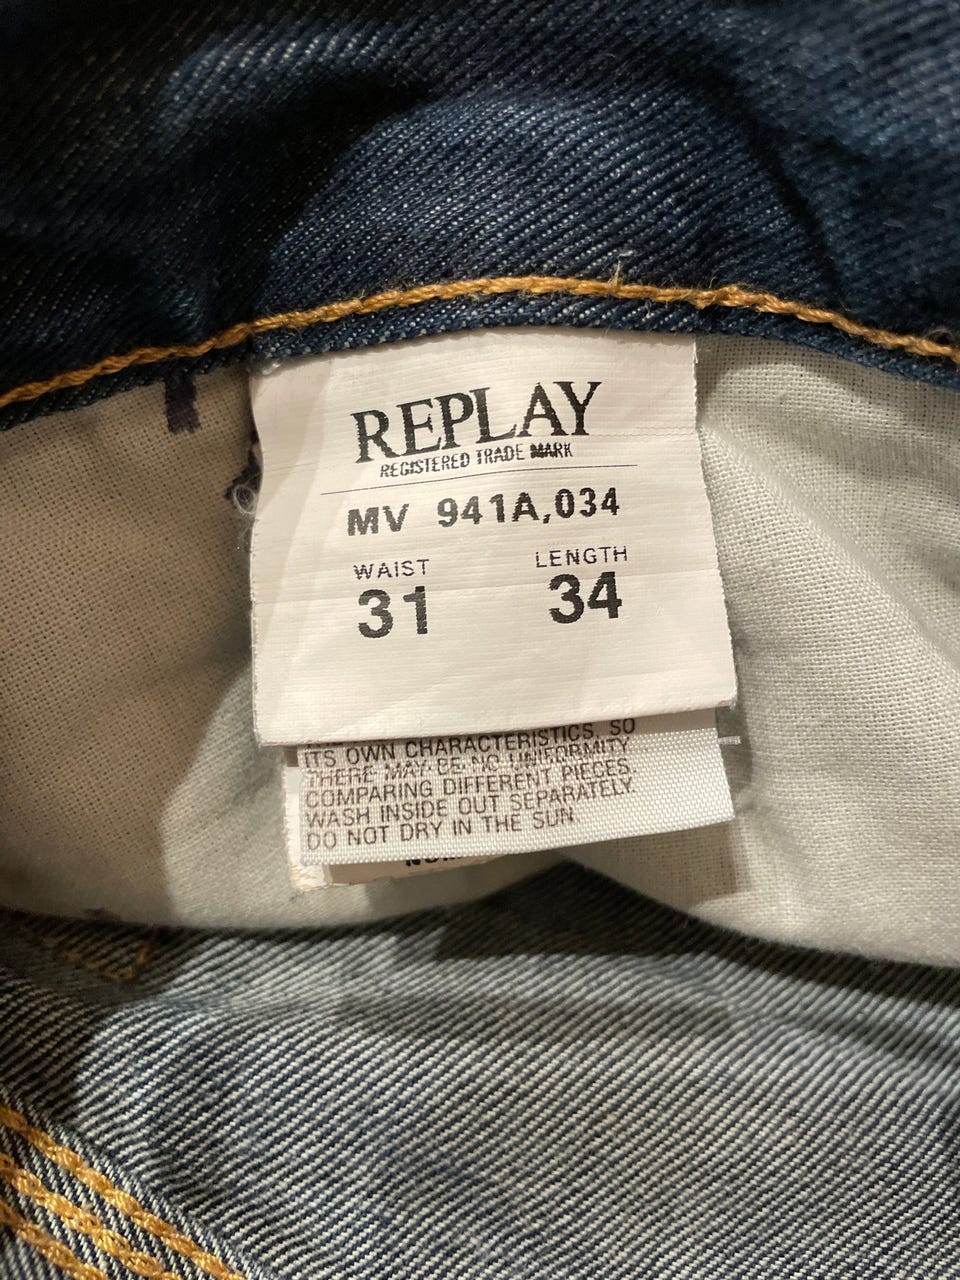 REPLAY
REGISTERED TRADE MARK
MV 941A,034
WAIST LENGTH
31 34
ITS OWN CHARACTERISTICS, SO
THERE MAY BE NO UNIFORMITY
COMPARING DIFFERENT PIECES.
WASH INSIDE OUT SEPARATELY.
DO NOT DRY IN THE SUN.